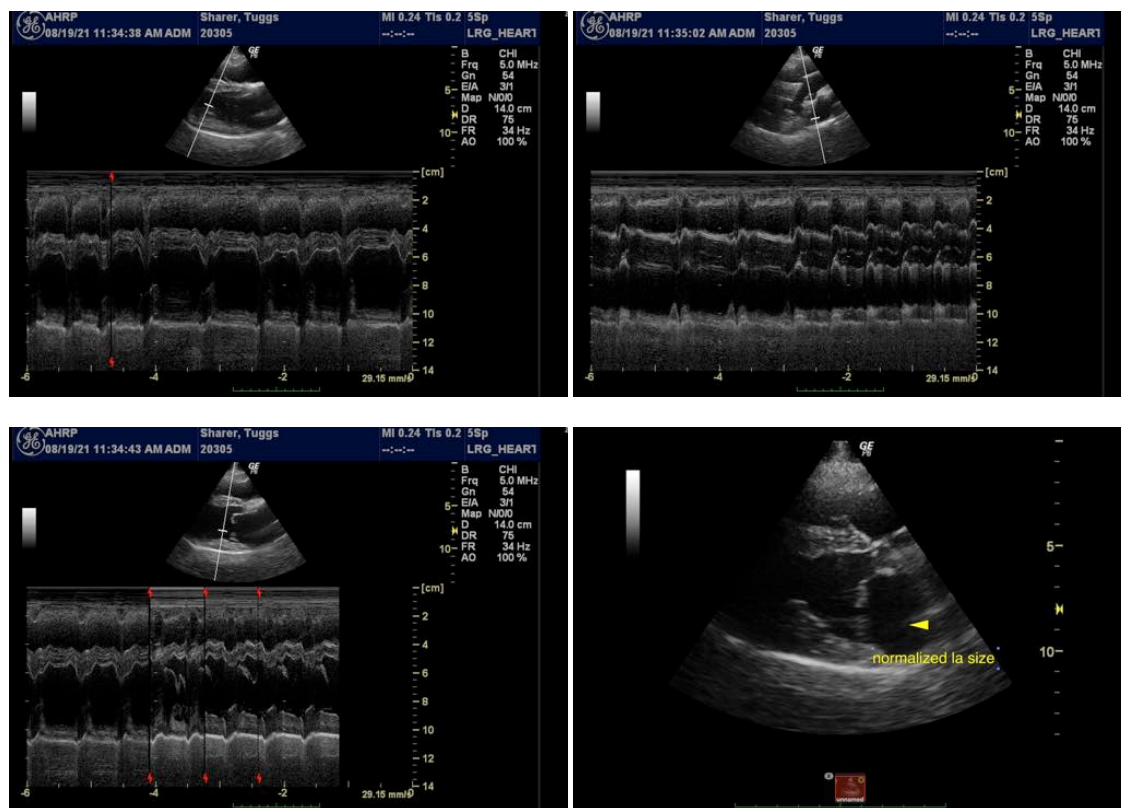 AHRP Sharer, Tuggs MI 0.24 TIs 0.2 5Sp
08/19/21 11:34:38 AM ADM 20305 --:--:-- LRG_HEART
GE
B CHI
Frq 5.0 MHz
Gn 54
E/A 3/1
Map N/0/0
D 14.0 cm
DR 75
FR 34 Hz
AO 100 %
5
10
[cm]
2
4
6
8
10
12
14
-6 -4 -2 0
29.15 mm/s
AHRP Sharer, Tuggs MI 0.24 TIs 0.2 5Sp
08/19/21 11:35:02 AM ADM 20305 --:--:-- LRG_HEART
GE
B CHI
Frq 5.0 MHz
Gn 54
E/A 3/1
Map N/0/0
D 14.0 cm
DR 75
FR 34 Hz
AO 100 %
5
10
[cm]
2
4
6
8
10
12
14
-6 -4 -2 0
29.15 mm/s
AHRP Sharer, Tuggs MI 0.24 TIs 0.2 5Sp
08/19/21 11:34:43 AM ADM 20305 --:--:-- LRG_HEART
GE
B CHI
Frq 5.0 MHz
Gn 54
E/A 3/1
Map N/0/0
D 14.0 cm
DR 75
FR 34 Hz
AO 100 %
5
10
[cm]
2
4
6
8
10
12
14
-4 -2 0
29.15 mm/s
GE
5
10
normalized la size
unnamed